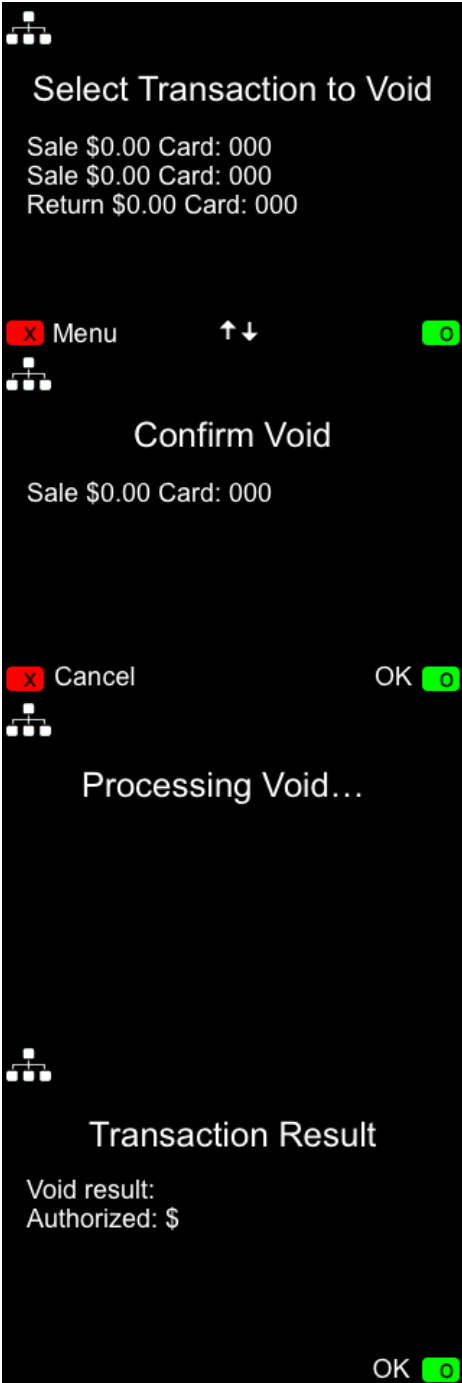 Select Transaction to Void
Sale $0.00 Card: 000
Sale $0.00 Card: 000
Return $0.00 Card: 000
X Menu ↑↓ O
Confirm Void
Sale $0.00 Card: 000
X Cancel OK O
Processing Void...
Transaction Result
Void result:
Authorized: $
OK O